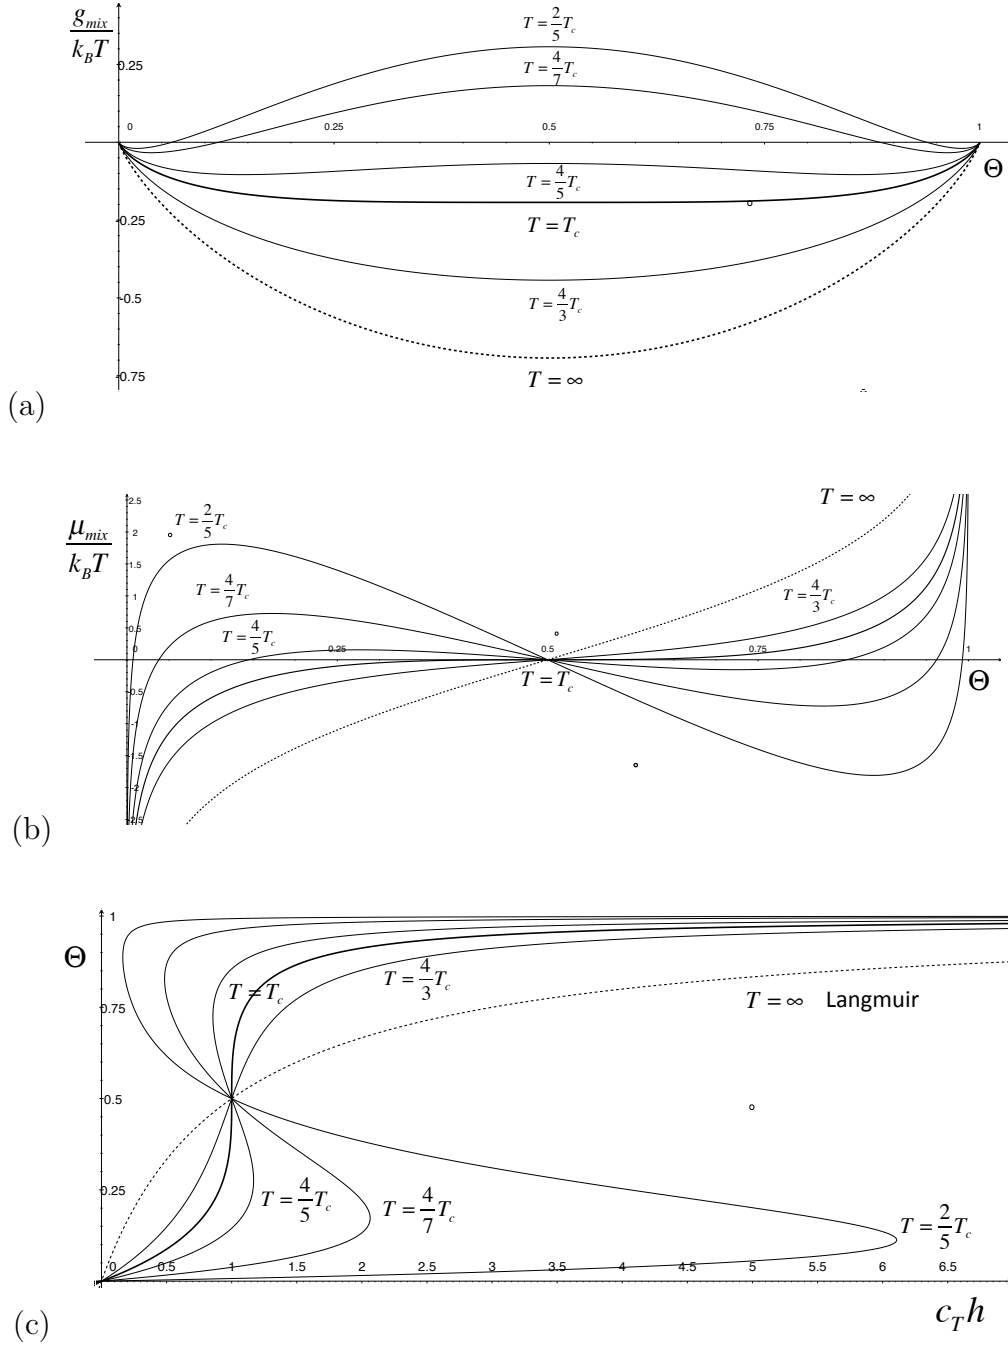 g_mix / k_B T
T = 2/5 T_c
0.25
T = 4/7 T_c
0 0.25 0.5 0.75 1
Θ
T = 4/5 T_c
-0.25
T = T_c
-0.5
T = 4/3 T_c
-0.75
T = ∞
(a)
μ_mix / k_B T
2.5
T = ∞
T = 2/5 T_c
2
1.5
T = 4/7 T_c
1
T = 4/3 T_c
0.5
T = 4/5 T_c
0 0.25 0.5 0.75 1
T = T_c
Θ
-0.5
-1
-1.5
-2
-2.5
(b)
1
Θ
T = T_c
T = 4/3 T_c
0.75
T = ∞ Langmuir
0.5
0.25
T = 4/5 T_c
T = 4/7 T_c
T = 2/5 T_c
0 0.5 1 1.5 2 2.5 3 3.5 4 4.5 5 5.5 6 6.5
c_T h
(c)